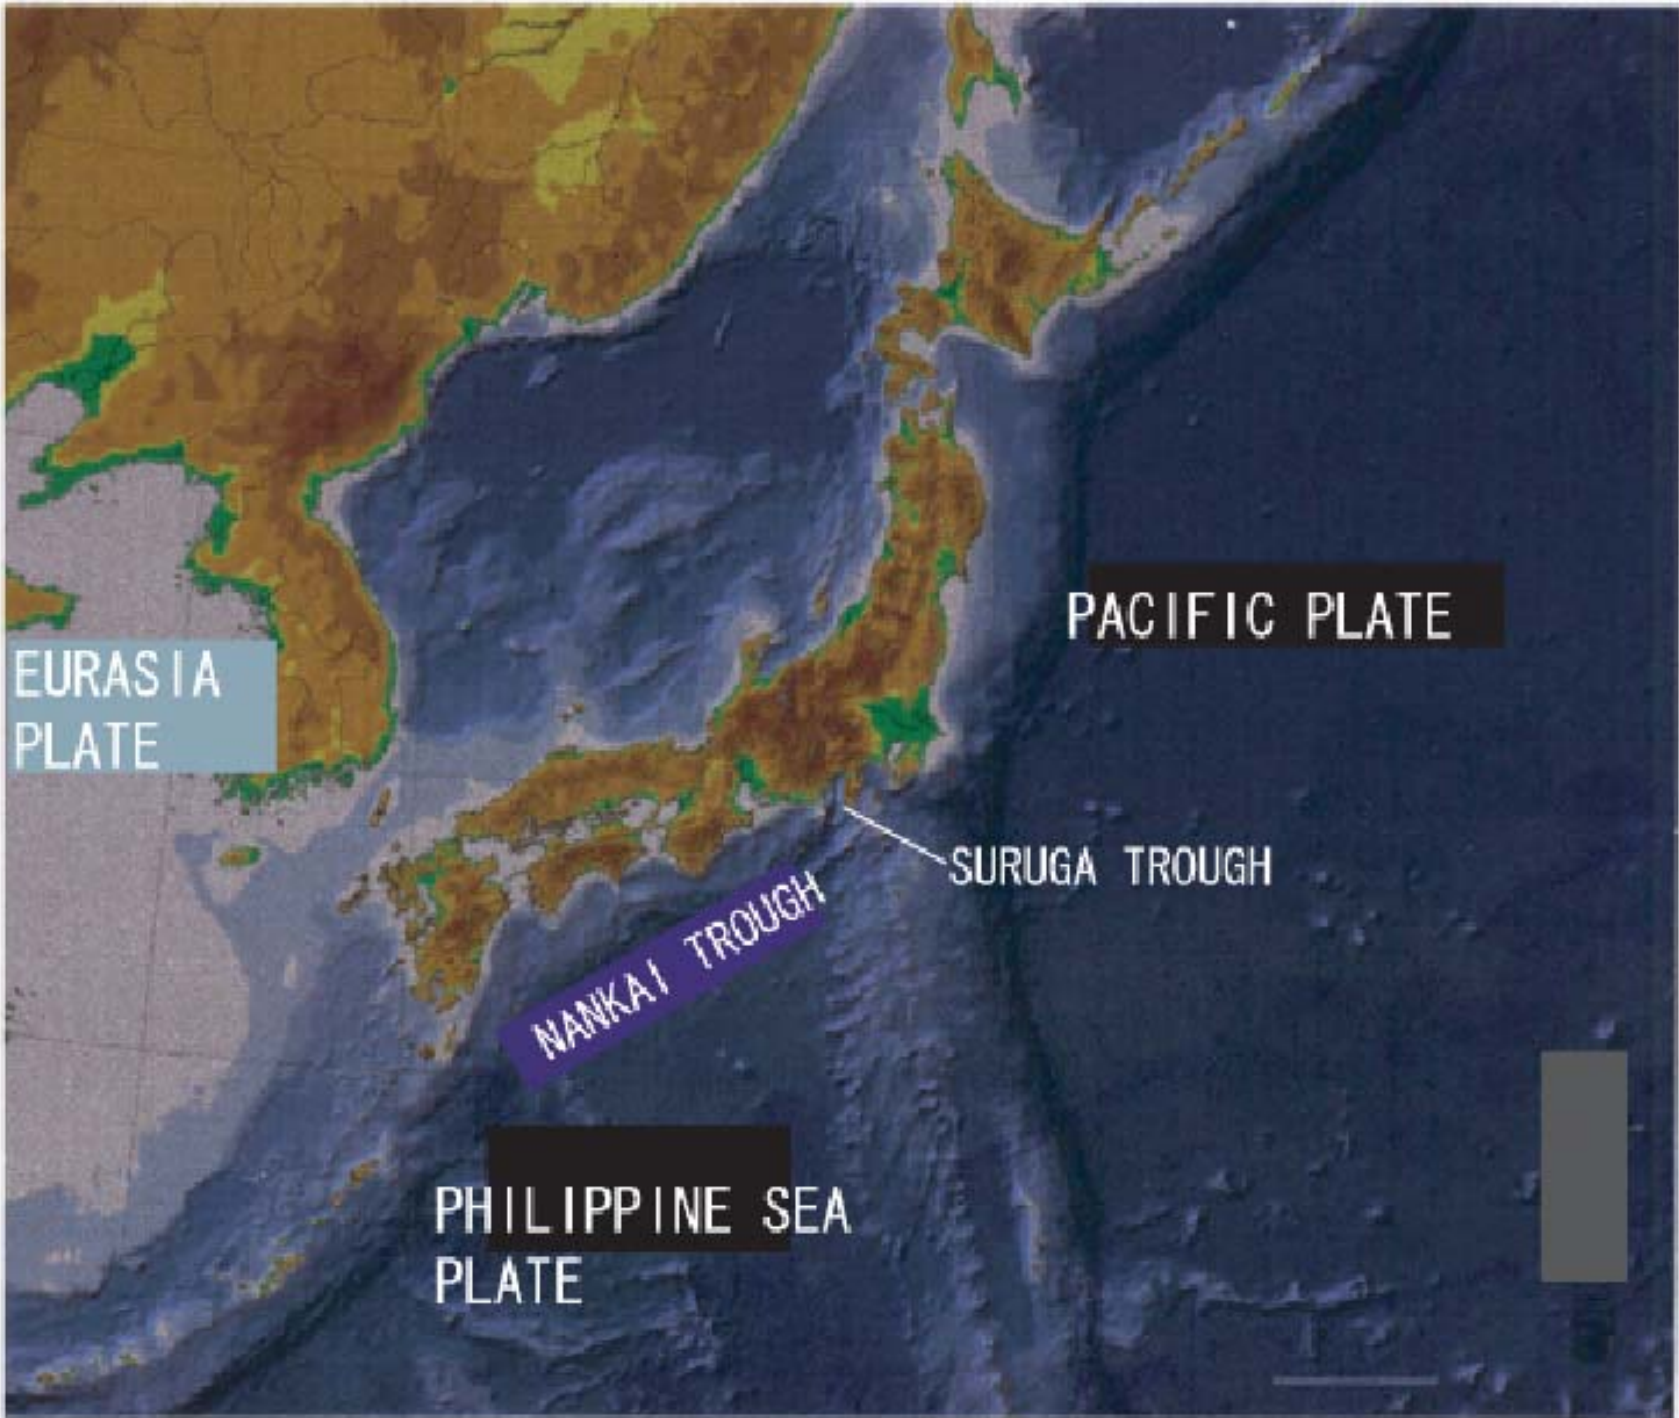 PACIFIC PLATE
EURASIA
PLATE
SURUGA TROUGH
NANKAI TROUGH
PHILIPPINE SEA
PLATE